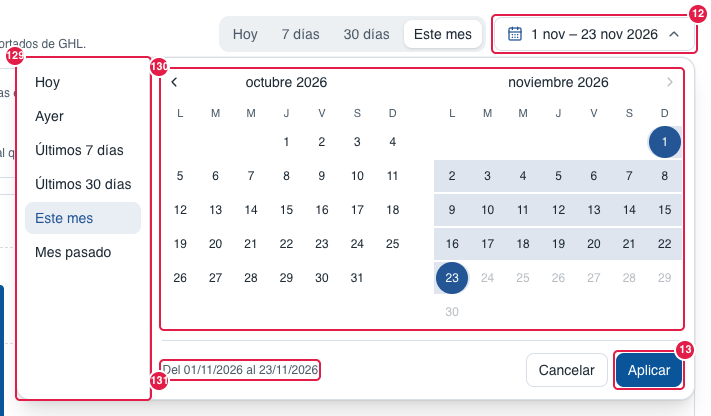 12
Hoy 7 días 30 días Este mes 1 nov – 23 nov 2026
ortados de GHL.
129 130
Hoy
Ayer
Últimos 7 días
Últimos 30 días
Este mes
Mes pasado
octubre 2026
L M M J V S D
1 2 3 4
5 6 7 8 9 10 11
12 13 14 15 16 17 18
19 20 21 22 23 24 25
26 27 28 29 30 31
noviembre 2026
L M M J V S D
1
2 3 4 5 6 7 8
9 10 11 12 13 14 15
16 17 18 19 20 21 22
23 24 25 26 27 28 29
30
131
Del 01/11/2026 al 23/11/2026
Cancelar
13
Aplicar